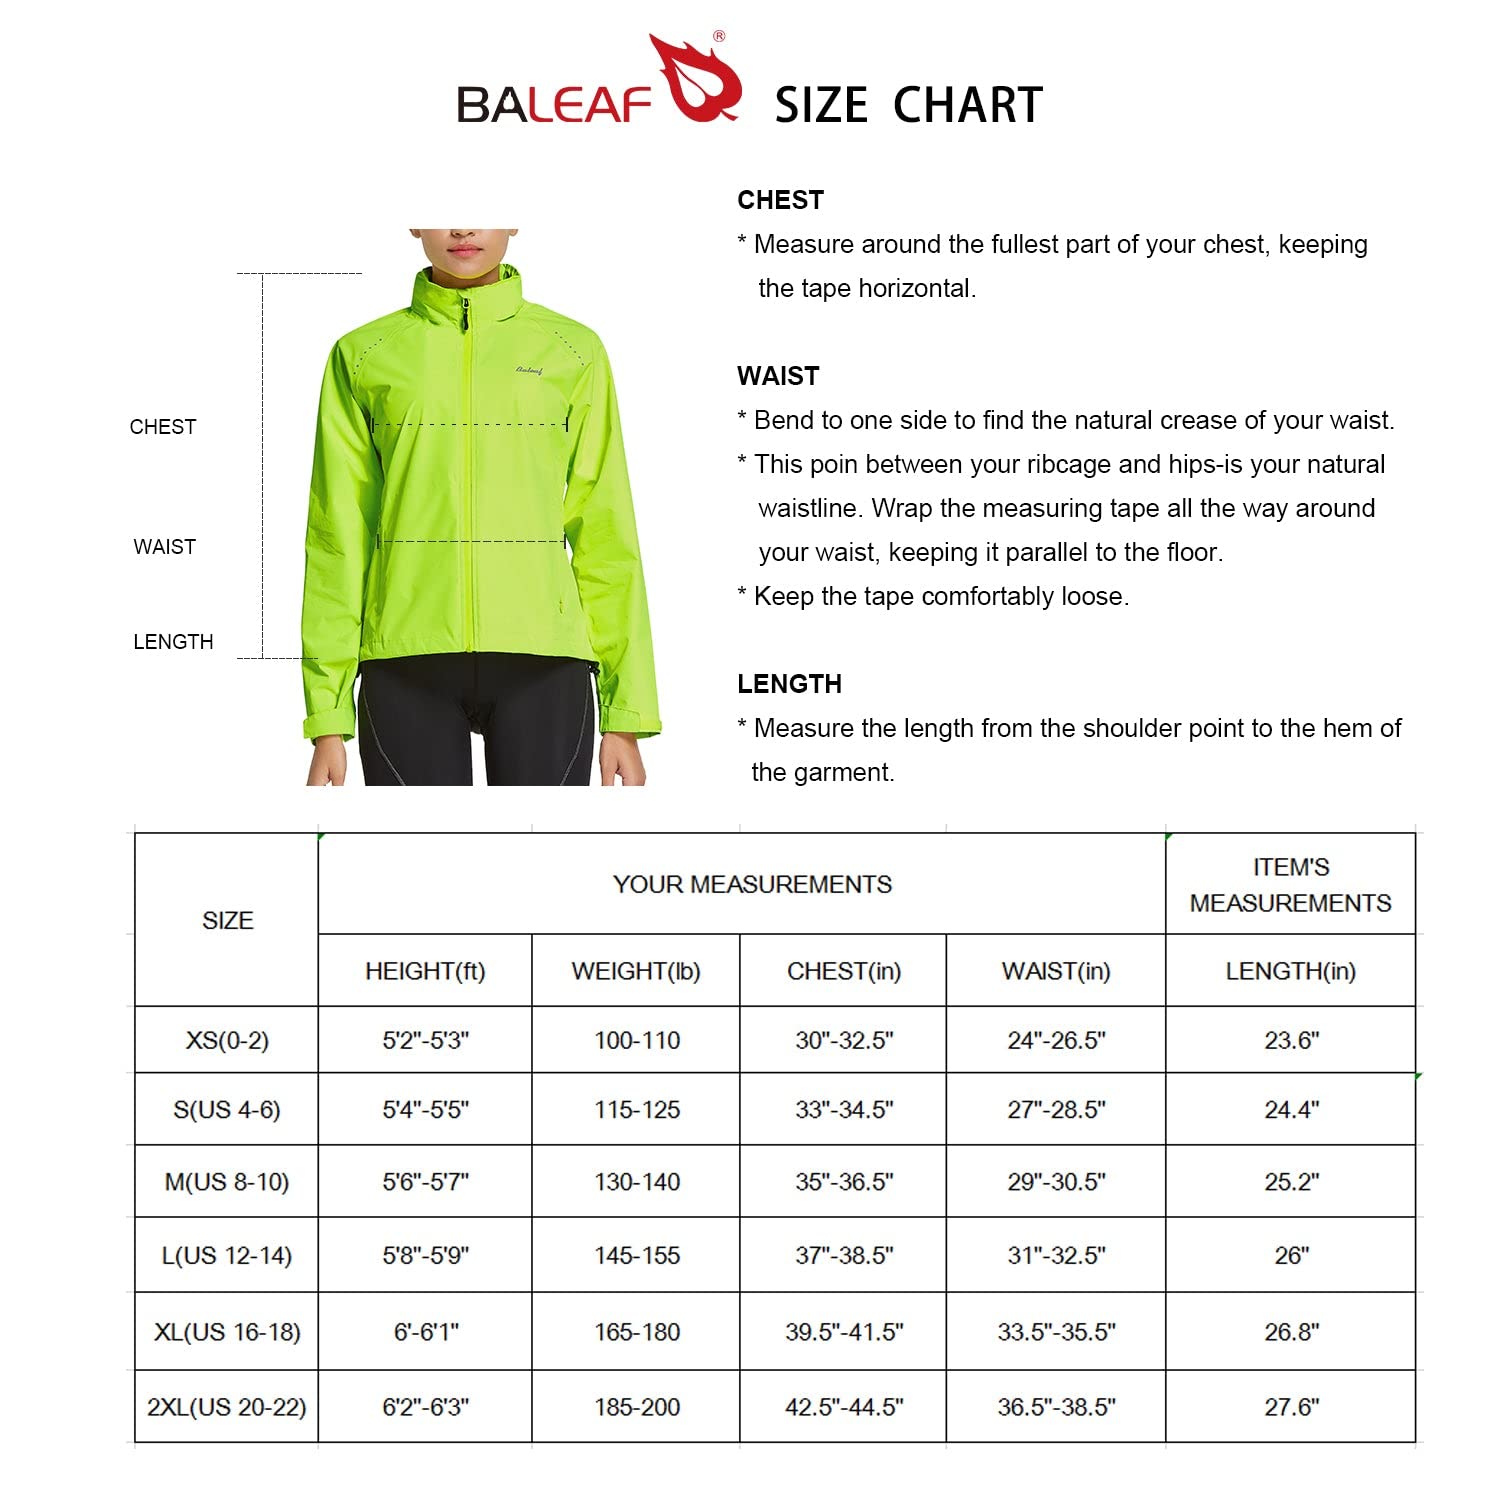 BALEAF® SIZE CHART
CHEST
* Measure around the fullest part of your chest, keeping
the tape horizontal.
WAIST
* Bend to one side to find the natural crease of your waist.
* This poin between your ribcage and hips-is your natural
waistline. Wrap the measuring tape all the way around
your waist, keeping it parallel to the floor.
* Keep the tape comfortably loose.
LENGTH
* Measure the length from the shoulder point to the hem of
the garment.
Baleaf
CHEST
WAIST
LENGTH
SIZE YOUR MEASUREMENTS ITEM'S
MEASUREMENTS
HEIGHT(ft) WEIGHT(lb) CHEST(in) WAIST(in) LENGTH(in)
XS(0-2) 5'2"-5'3" 100-110 30"-32.5" 24"-26.5" 23.6"
S(US 4-6) 5'4"-5'5" 115-125 33"-34.5" 27"-28.5" 24.4"
M(US 8-10) 5'6"-5'7" 130-140 35"-36.5" 29"-30.5" 25.2"
L(US 12-14) 5'8"-5'9" 145-155 37"-38.5" 31"-32.5" 26"
XL(US 16-18) 6'-6'1" 165-180 39.5"-41.5" 33.5"-35.5" 26.8"
2XL(US 20-22) 6'2"-6'3" 185-200 42.5"-44.5" 36.5"-38.5" 27.6"